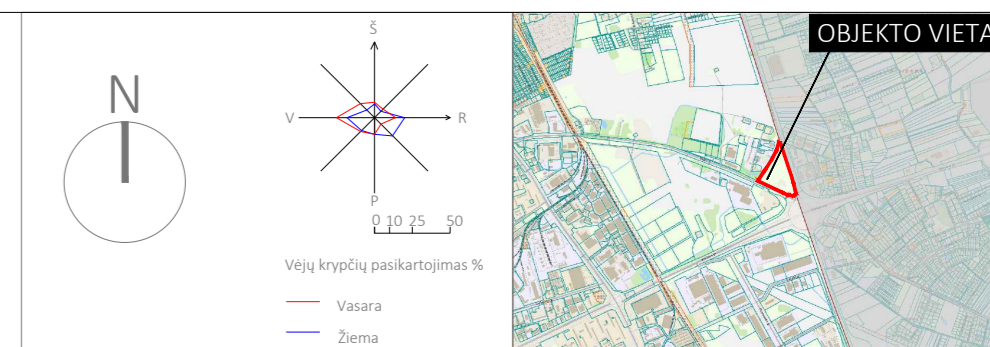 N
Š
V
R
P
0 10 25 50
Vėjų krypčių pasikartojimas %
Vasara
Žiema
OBJEKTO VIETA